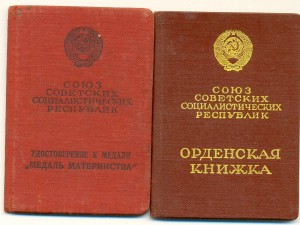 СОЮЗ
СОВЕТСКИХ
СОЦИАЛИСТИЧЕСКИХ
РЕСПУБЛИК
УДОСТОВЕРЕНИЕ К МЕДАЛИ
„МЕДАЛЬ МАТЕРИНСТВА"
СОЮЗ
СОВЕТСКИХ
СОЦИАЛИСТИЧЕСКИХ
РЕСПУБЛИК
ОРДЕНСКАЯ
КНИЖКА